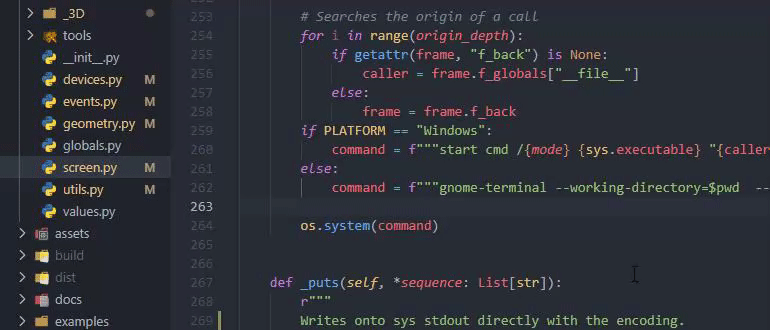 _3D
tools
__init__.py
devices.py M
events.py M
geometry.py M
globals.py
screen.py M
utils.py M
values.py
assets
build
dist
docs
examples
253 # Searches the origin of a call
254 for i in range(origin_depth):
255 if getattr(frame, "f_back") is None:
256 caller = frame.f_globals["__file__"]
257 else:
258 frame = frame.f_back
259 if PLATFORM == "Windows":
260 command = f"""start cmd /{mode} {sys.executable} "{caller
261 else:
262 command = f"""gnome-terminal --working-directory=$pwd --
263
264 os.system(command)
265
266
267 def _puts(self, *sequence: List[str]):
268 r"""
269 Writes onto sys stdout directly with the encoding.